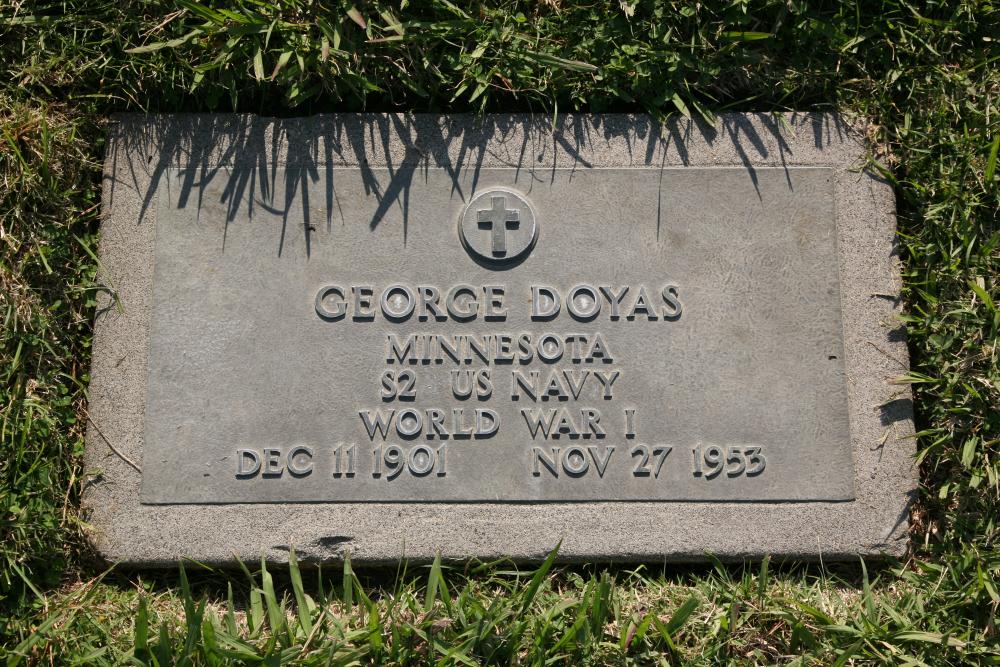 GEORGE DOYAS
MINNESOTA
S2 US NAVY
WORLD WAR I
DEC 11 1901 NOV 27 1953